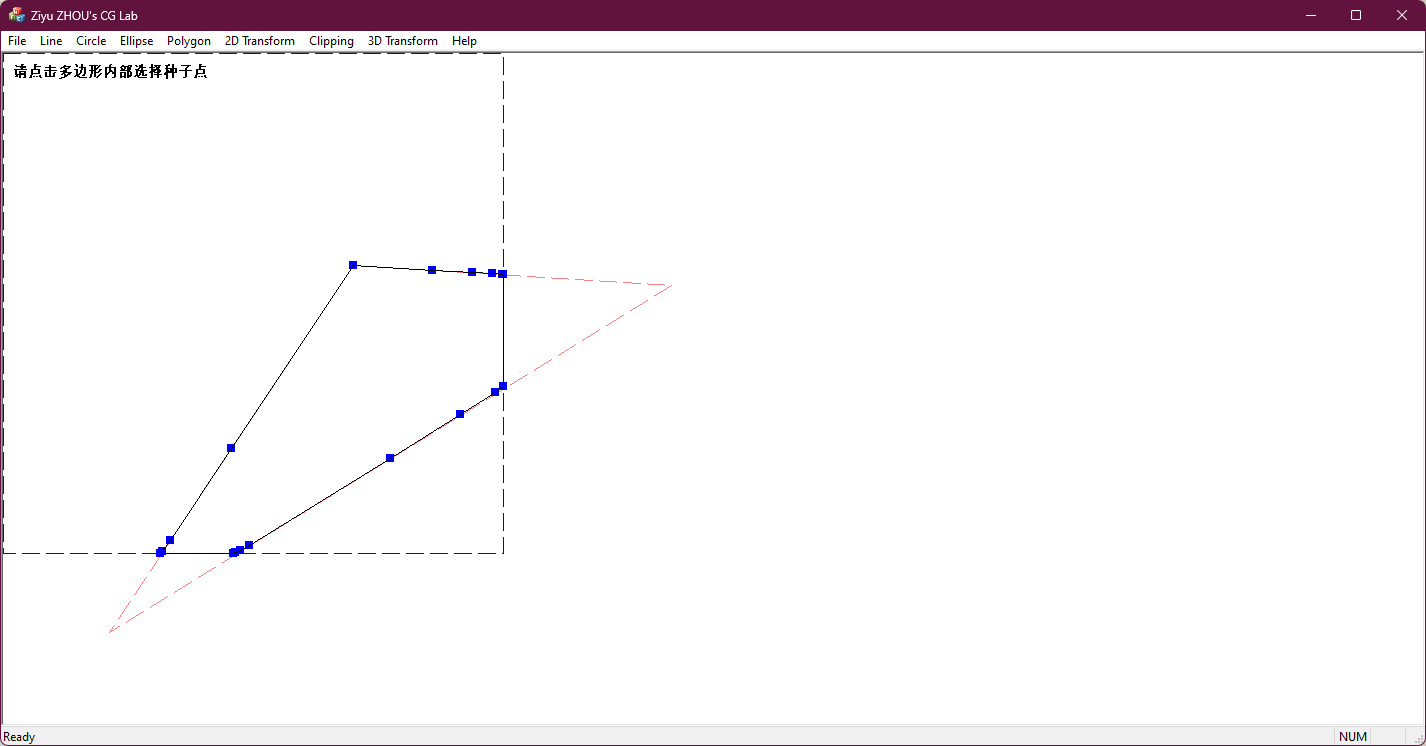 Ziyu ZHOU's CG Lab
File Line Circle Ellipse Polygon 2D Transform Clipping 3D Transform Help
请点击多边形内部选择种子点
Ready NUM